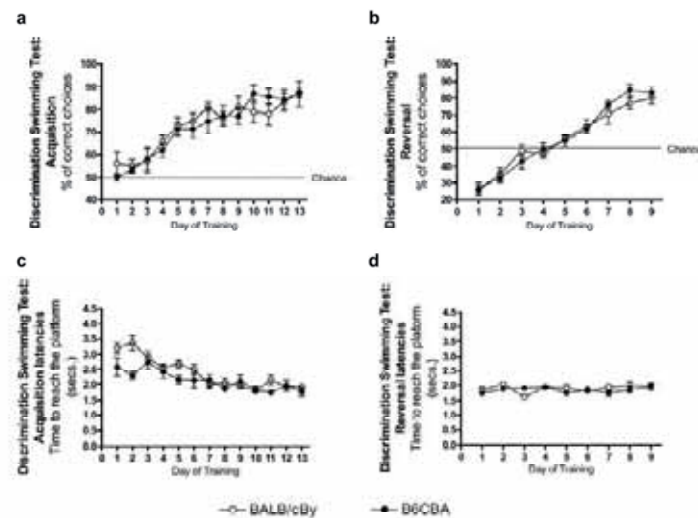 a
Discrimination Swimming Test:
Acquisition
% of correct choices
100
90
80
70
60
50
40
Chance
0 1 2 3 4 5 6 7 8 9 10 11 12 13
Day of Training
b
Discrimination Swimming Test:
Reversal
% of correct choices
100
90
80
70
60
50
40
30
20
Chance
0 1 2 3 4 5 6 7 8 9
Day of Training
c
Discrimination Swimming Test:
Acquisition latencies
Time to reach the platform
(secs.)
4.5
4.0
3.5
3.0
2.5
2.0
1.5
1.0
0.5
0.0
0 1 2 3 4 5 6 7 8 9 10 11 12 13
Day of Training
d
Discrimination Swimming Test:
Reversal latencies
Time to reach the plaform
(secs.)
4.5
4.0
3.5
3.0
2.5
2.0
1.5
1.0
0.5
0.0
0 1 2 3 4 5 6 7 8 9
Day of Training
BALB/cBy
B6CBA